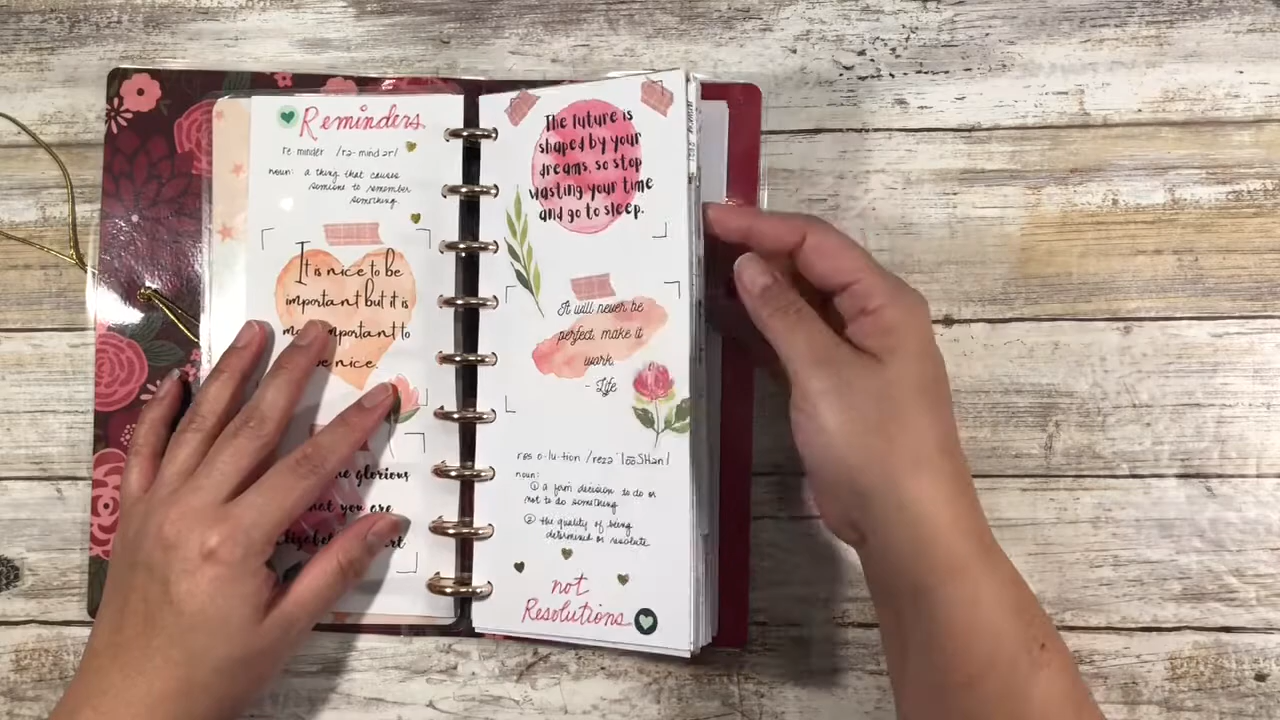 Reminders
re minder /rə-mind ər/
noun: a thing that causes
someone to remember
something.
It is nice to be
important but it is
important to
nice.
glorious
you are
The future is
shaped by your
dreams, so stop
wasting your time
and go to sleep.
It will never be
perfect, make it
work.
- Life
res o·lu·tion /rezəˈlooSHən/
noun:
① a firm decision to do or
not to do something
② the quality of being
determined or resolute
not
Resolutions